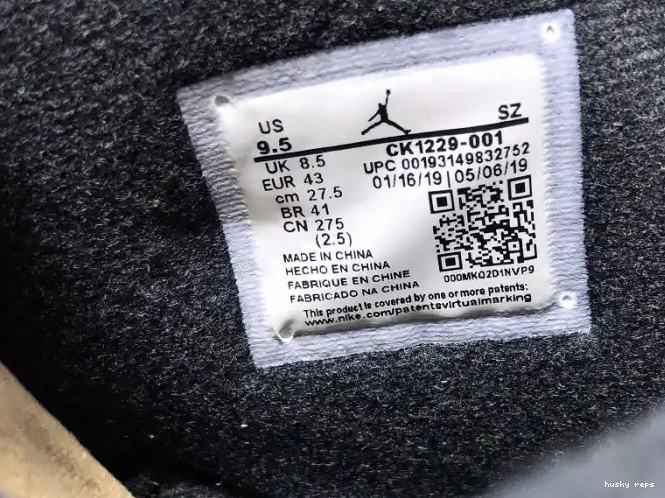 US
9.5
UK 8.5
EUR 43
cm 27.5
BR 41
CN 275
(2.5)
SZ
CK1229-001
UPC 00193149832752
01/16/19 | 05/06/19
000MKQ2D1NVP9
MADE IN CHINA
HECHO EN CHINA
FABRIQUE EN CHINE
FABRICADO NA CHINA
This product is covered by one or more patents:
www.nike.com/patentsvirtualmarking
husky reps